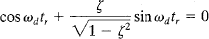 cos ω_d t_r + ζ/√(1 − ζ²) sin ω_d t_r = 0